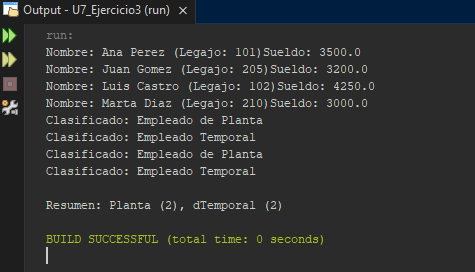 Output - U7_Ejercicio3 (run) ×
run:
Nombre: Ana Perez (Legajo: 101)Sueldo: 3500.0
Nombre: Juan Gomez (Legajo: 205)Sueldo: 3200.0
Nombre: Luis Castro (Legajo: 102)Sueldo: 4250.0
Nombre: Marta Diaz (Legajo: 210)Sueldo: 3000.0
Clasificado: Empleado de Planta
Clasificado: Empleado Temporal
Clasificado: Empleado de Planta
Clasificado: Empleado Temporal
Resumen: Planta (2), dTemporal (2)
BUILD SUCCESSFUL (total time: 0 seconds)